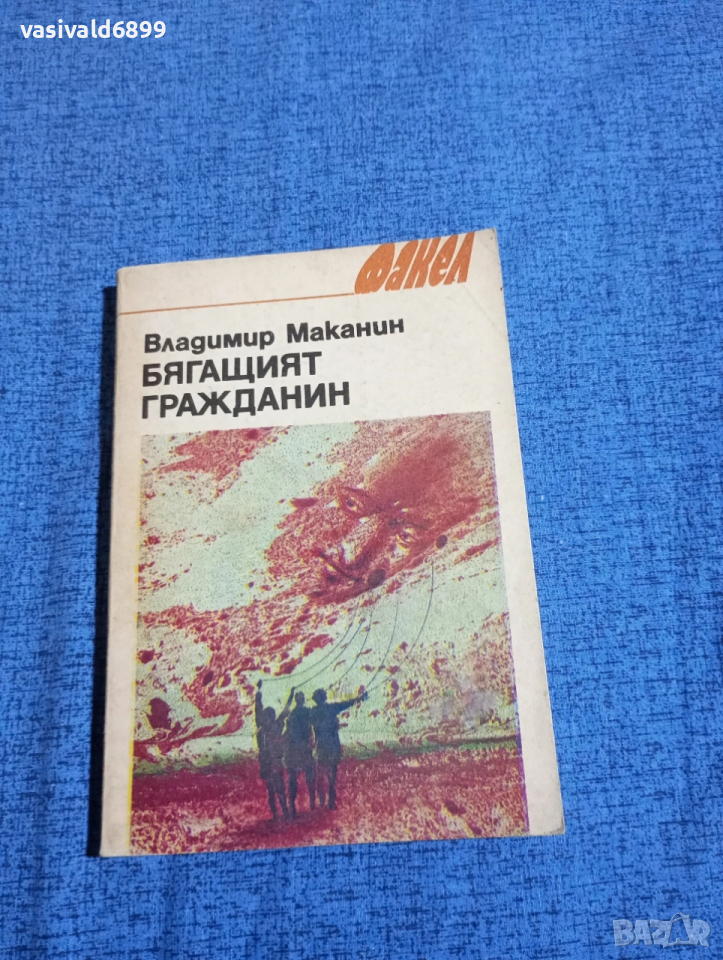 vasivald6899
факел
Владимир Маканин
БЯГАЩИЯТ
ГРАЖДАНИН
BAZAR